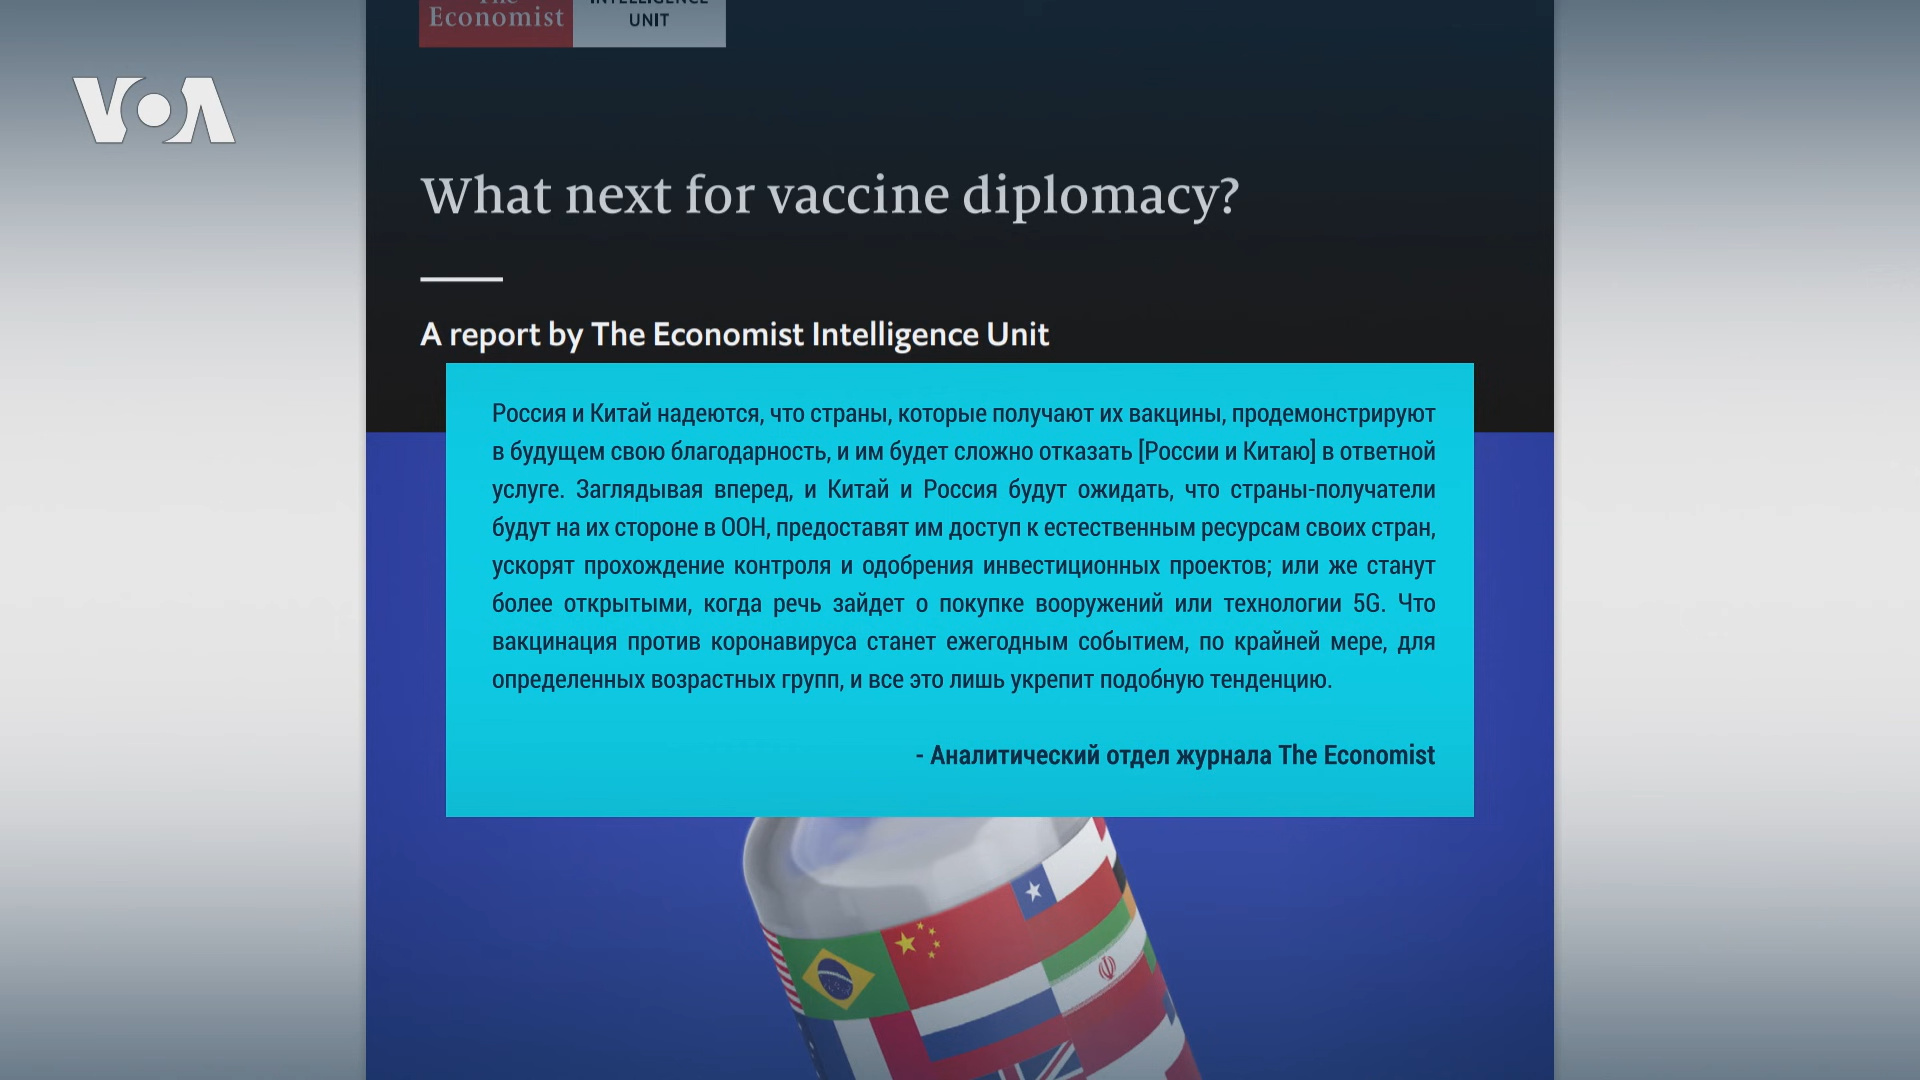 The
Economist
INTELLIGENCE
UNIT
VOA
What next for vaccine diplomacy?
A report by The Economist Intelligence Unit
Россия и Китай надеются, что страны, которые получают их вакцины, продемонстрируют
в будущем свою благодарность, и им будет сложно отказать [России и Китаю] в ответной
услуге. Заглядывая вперед, и Китай и Россия будут ожидать, что страны-получатели
будут на их стороне в ООН, предоставят им доступ к естественным ресурсам своих стран,
ускорят прохождение контроля и одобрения инвестиционных проектов; или же станут
более открытыми, когда речь зайдет о покупке вооружений или технологии 5G. Что
вакцинация против коронавируса станет ежегодным событием, по крайней мере, для
определенных возрастных групп, и все это лишь укрепит подобную тенденцию.
- Аналитический отдел журнала The Economist